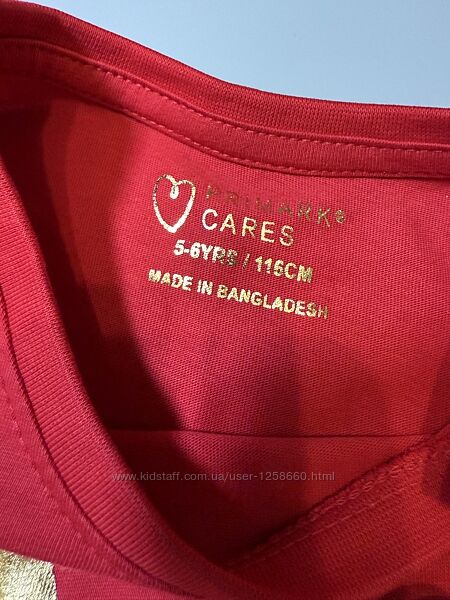 PRIMARK®
CARES
5-6YRS / 116CM
MADE IN BANGLADESH
www.kidstaff.com.ua/user-1258660.html